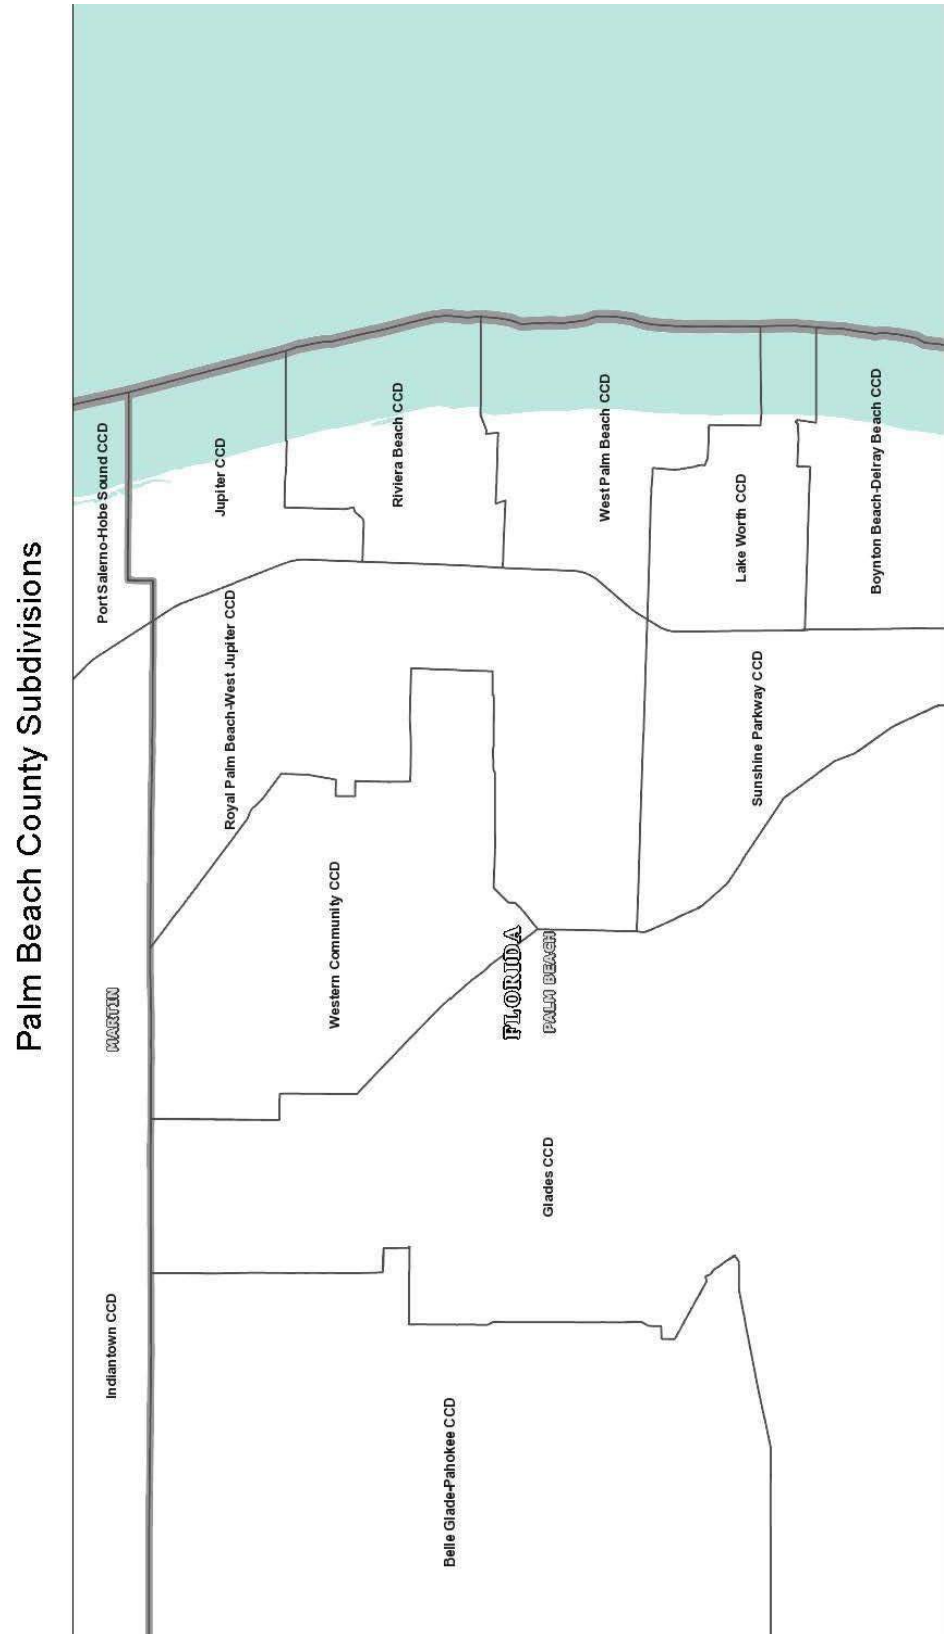 Palm Beach County Subdivisions
Indiantown CCD
MARTIN
Port Salerno-Hobe Sound CCD
Jupiter CCD
Royal Palm Beach-West Jupiter CCD
Western Community CCD
Riviera Beach CCD
Belle Glade-Pahokee CCD
FLORIDA
PALM BEACH
Glades CCD
West Palm Beach CCD
Lake Worth CCD
Sunshine Parkway CCD
Boynton Beach-Delray Beach CCD